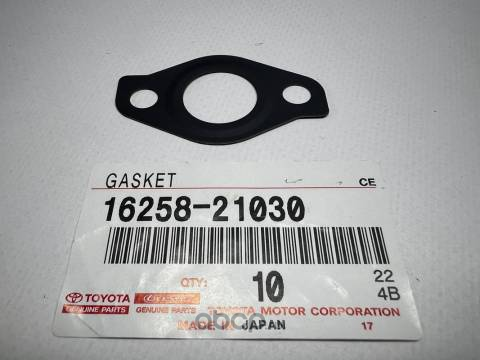 GASKET CE
16258-21030
QTY: 10 22
4B
TOYOTA
GENUINE PARTS GENUINE PARTS TOYOTA MOTOR CORPORATION
MADE IN JAPAN 17